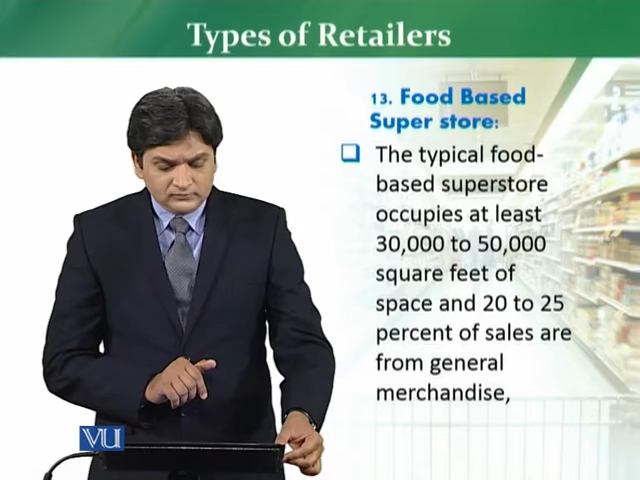 Types of Retailers
13. Food Based
Super store:
The typical food-
based superstore
occupies at least
30,000 to 50,000
square feet of
space and 20 to 25
percent of sales are
from general
merchandise,
VU